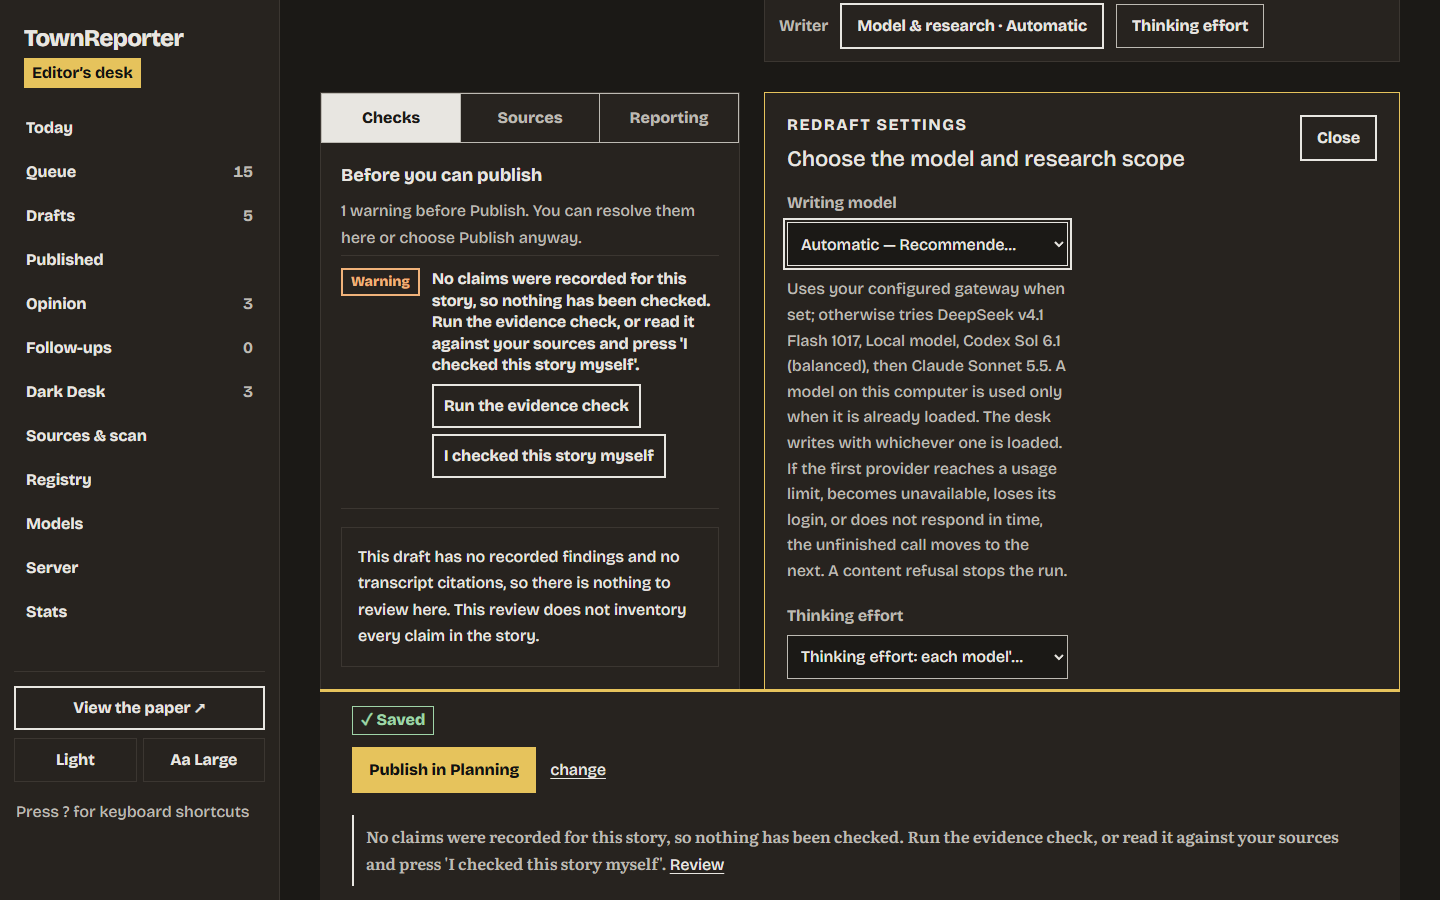 TownReporter
Editor's desk
Today
Queue 15
Drafts 5
Published
Opinion 3
Follow-ups 0
Dark Desk 3
Sources & scan
Registry
Models
Server
Stats
View the paper ↗
Light Aa Large
Press ? for keyboard shortcuts
Writer Model & research · Automatic Thinking effort
Checks Sources Reporting
Before you can publish
1 warning before Publish. You can resolve them
here or choose Publish anyway.
Warning
No claims were recorded for this
story, so nothing has been checked.
Run the evidence check, or read it
against your sources and press 'I
checked this story myself'.
Run the evidence check
I checked this story myself
This draft has no recorded findings and no
transcript citations, so there is nothing to
review here. This review does not inventory
every claim in the story.
REDRAFT SETTINGS
Choose the model and research scope
Close
Writing model
Automatic — Recommende...
Uses your configured gateway when
set; otherwise tries DeepSeek v4.1
Flash 1017, Local model, Codex Sol 6.1
(balanced), then Claude Sonnet 5.5. A
model on this computer is used only
when it is already loaded. The desk
writes with whichever one is loaded.
If the first provider reaches a usage
limit, becomes unavailable, loses its
login, or does not respond in time,
the unfinished call moves to the
next. A content refusal stops the run.
Thinking effort
Thinking effort: each model'...
✓ Saved
Publish in Planning change
No claims were recorded for this story, so nothing has been checked. Run the evidence check, or read it against your sources
and press 'I checked this story myself'. Review